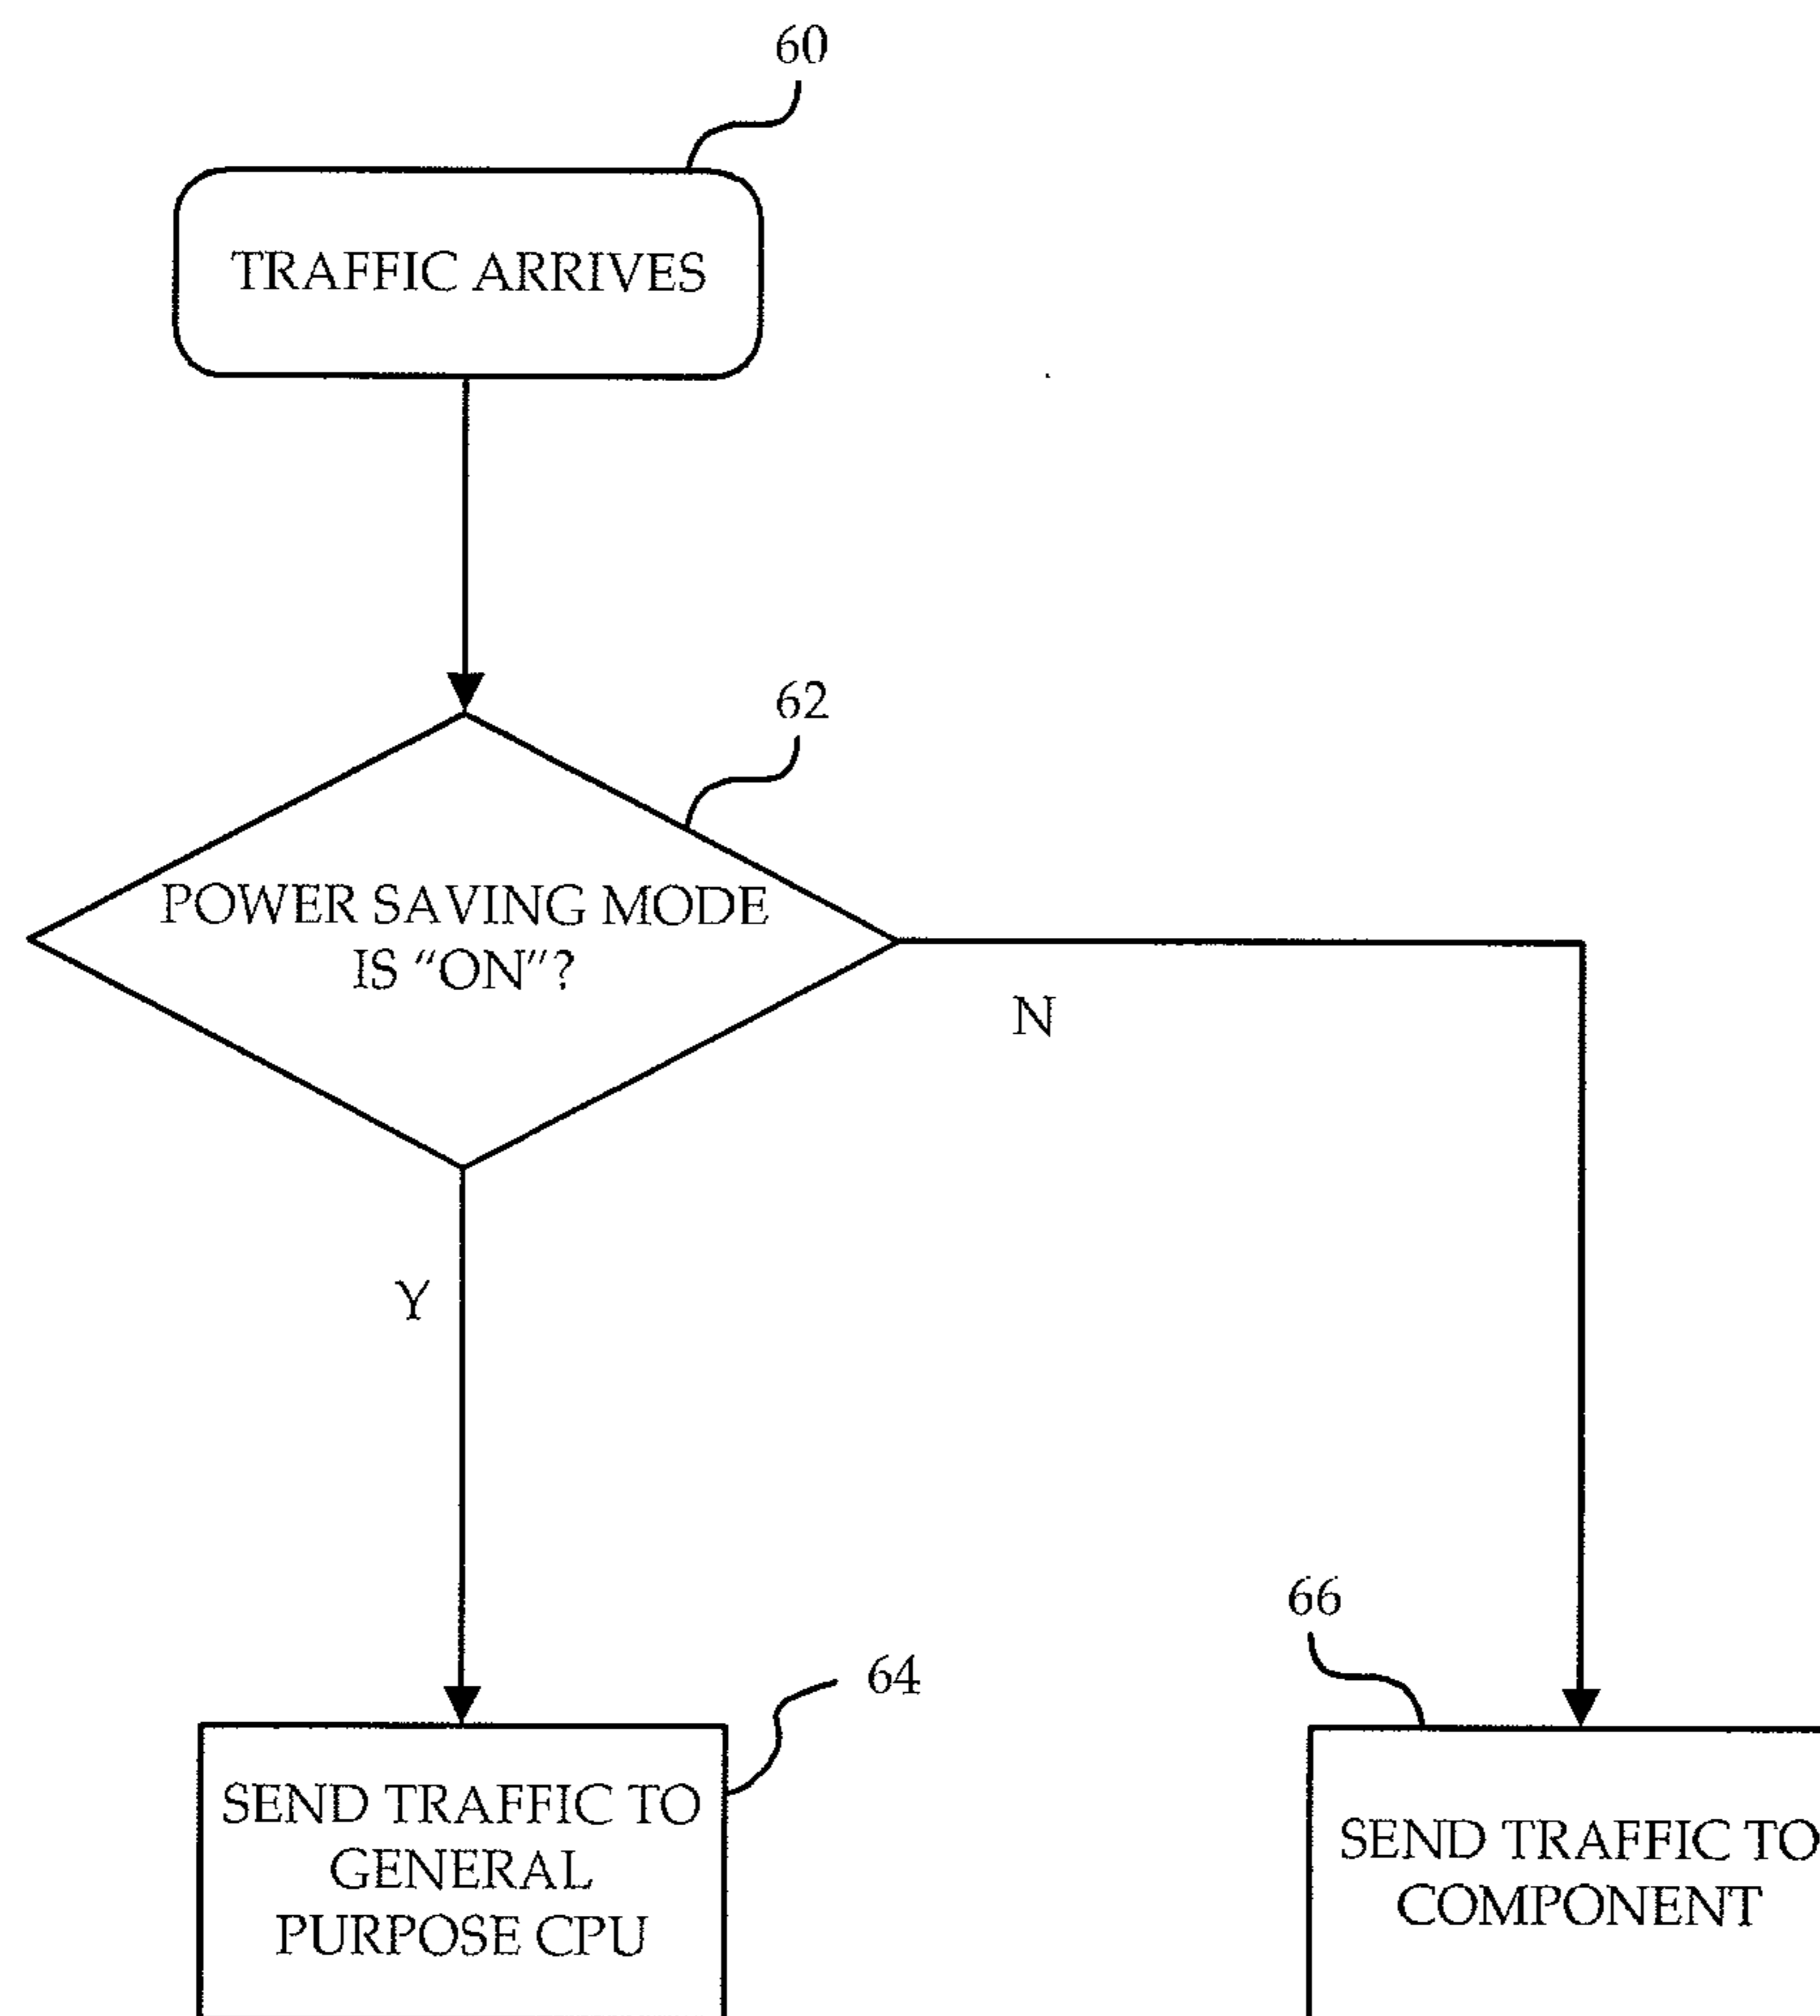 60
TRAFFIC ARRIVES
62
POWER SAVING MODE
IS “ON”?
N
Y
66
64
SEND TRAFFIC TO
GENERAL
PURPOSE CPU
SEND TRAFFIC TO
COMPONENT